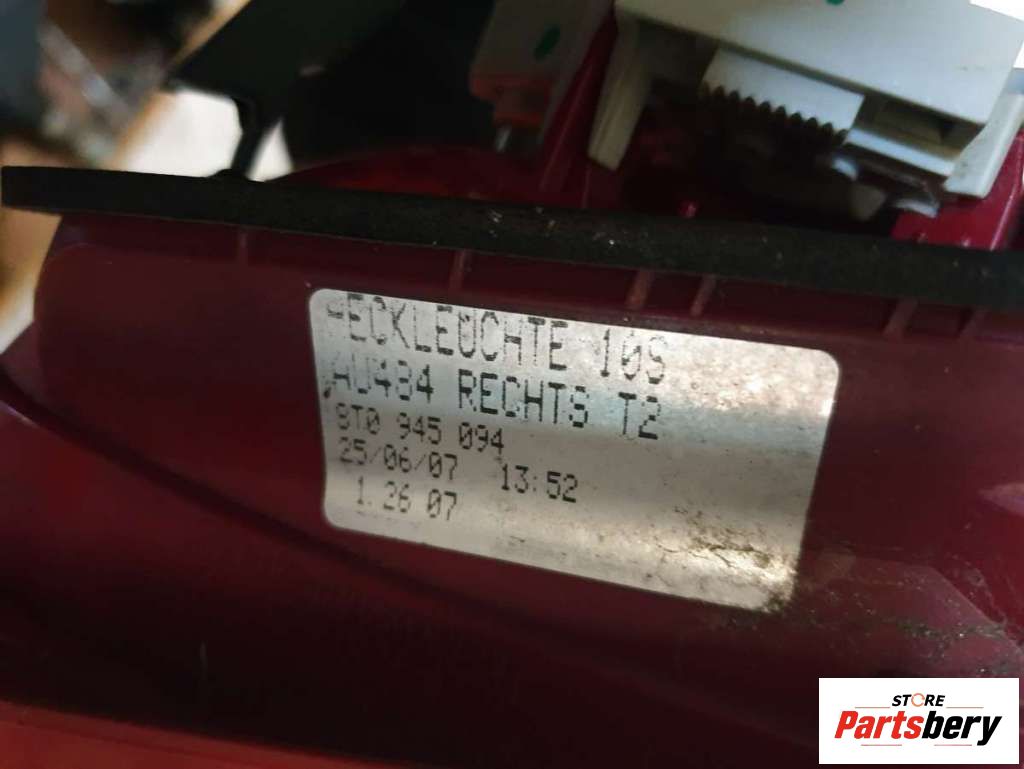 HECKLEUCHTE 10S
AU484 RECHTS T2
8T0 945 094
25/06/07 13:52
1.26 07
STORE
Partsbery